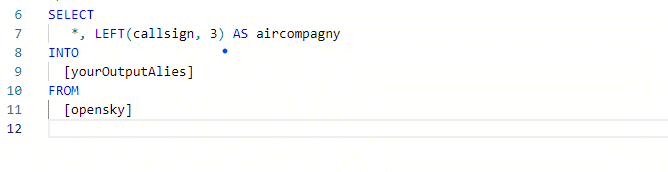 6 SELECT
7 *, LEFT(callsign, 3) AS aircompagny
8 INTO
9 [yourOutputAlies]
10 FROM
11 [opensky]
12